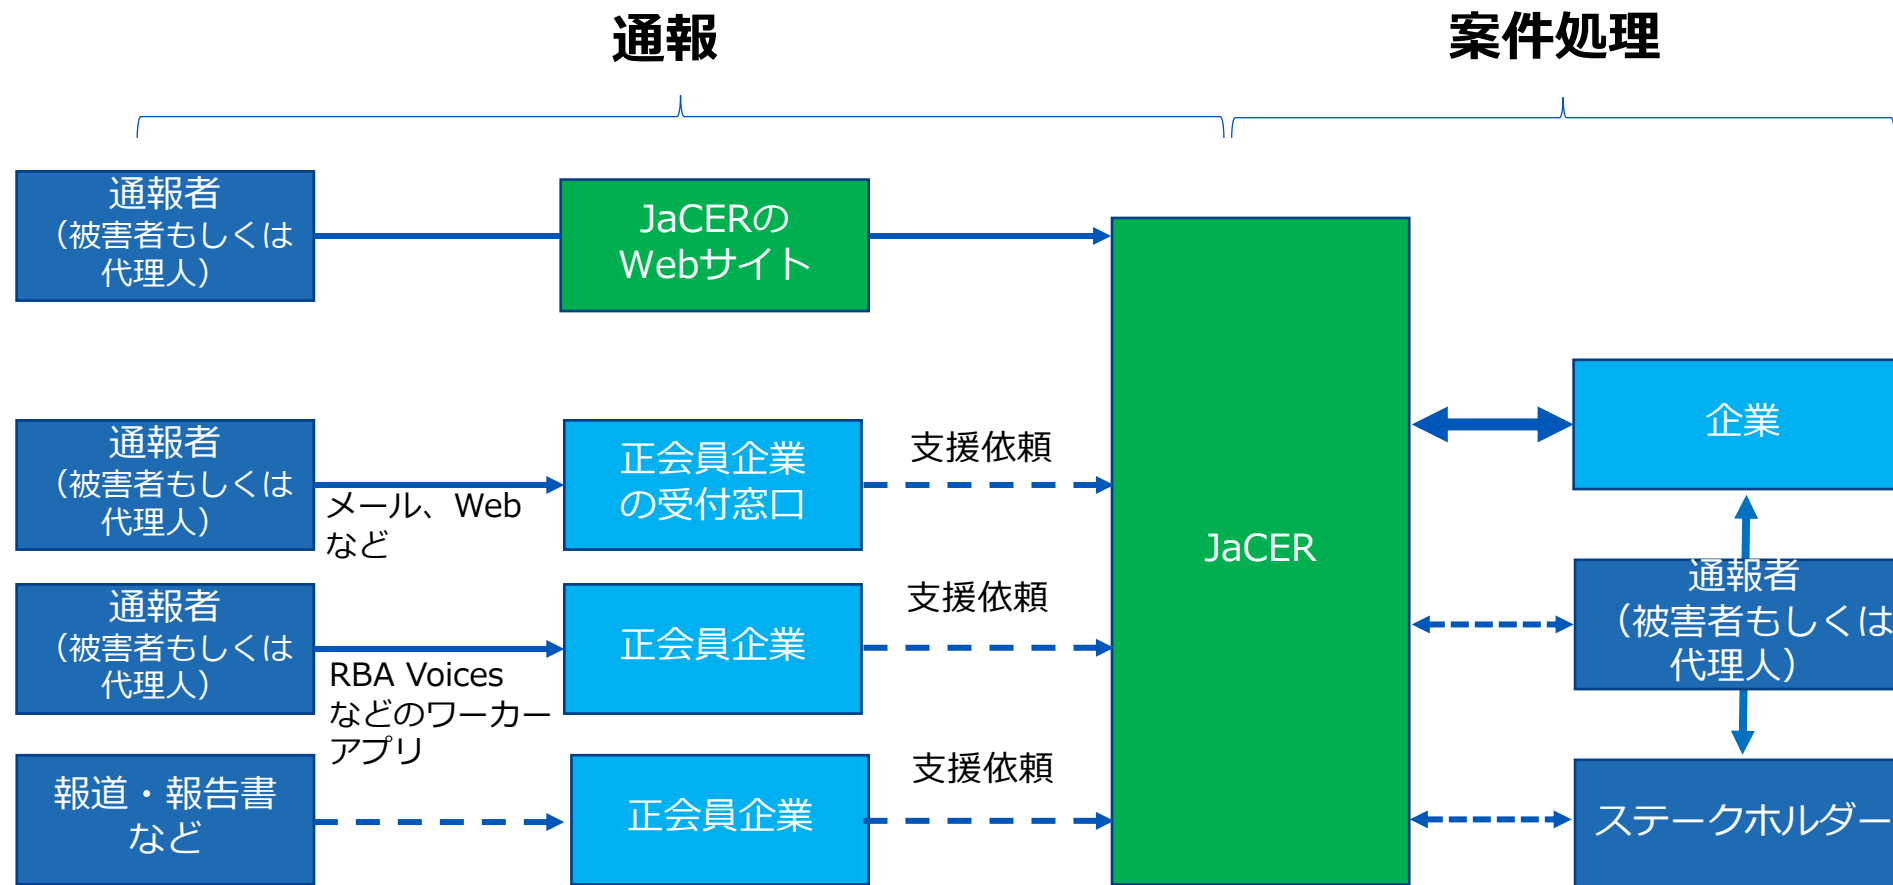 通報
案件処理
通報者
（被害者もしくは
代理人）
JaCERの
Webサイト
通報者
（被害者もしくは
代理人）
メール、Web
など
正会員企業
の受付窓口
支援依頼
通報者
（被害者もしくは
代理人）
RBA Voices
などのワーカー
アプリ
正会員企業
支援依頼
報道・報告書
など
正会員企業
支援依頼
JaCER
企業
通報者
（被害者もしくは
代理人）
ステークホルダー